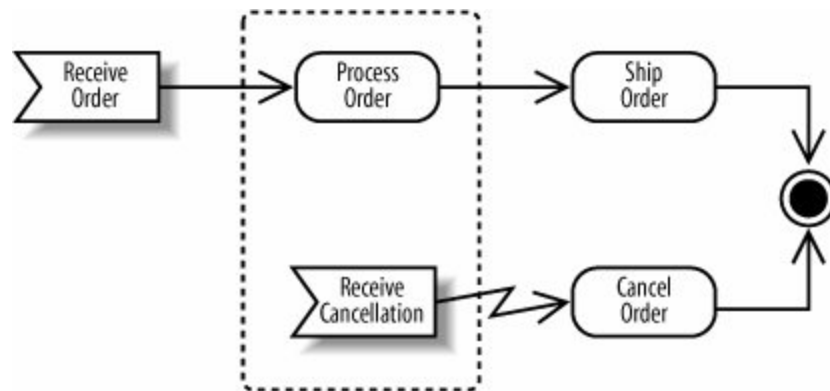 Receive
Order
Process
Order
Ship
Order
Receive
Cancellation
Cancel
Order